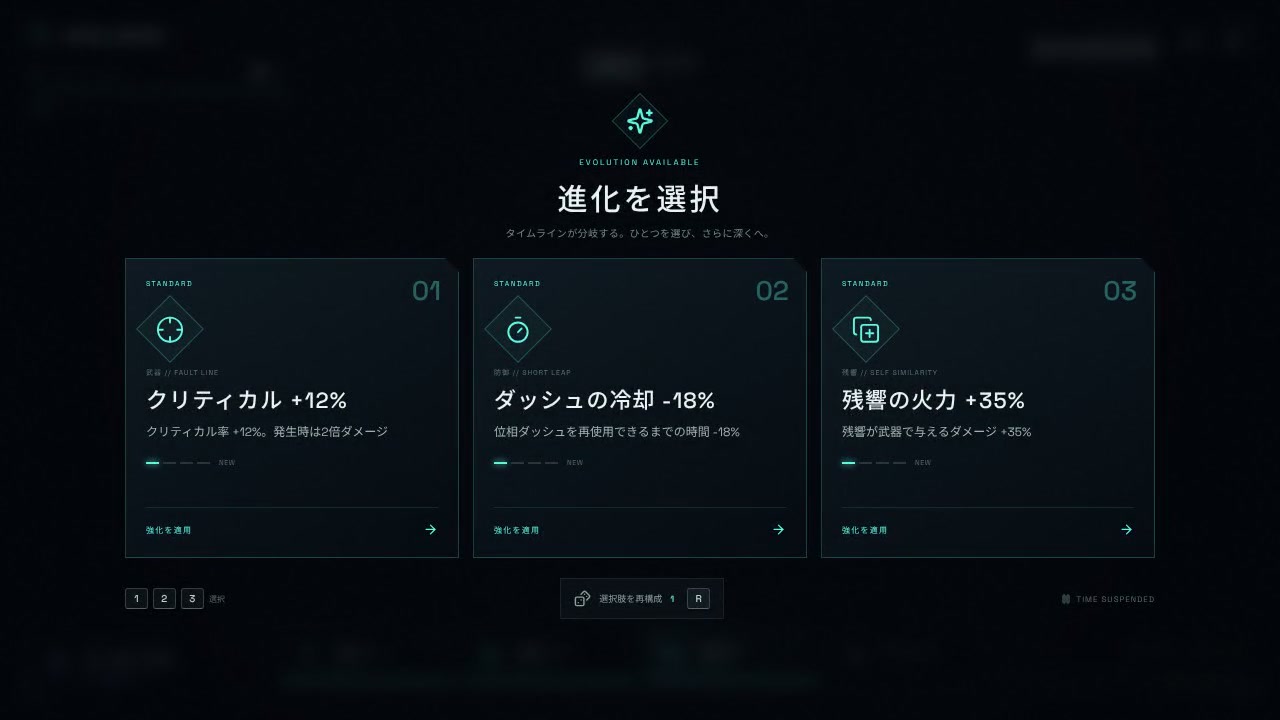 EVOLUTION AVAILABLE
進化を選択
タイムラインが分岐する。ひとつを選び、さらに深くへ。
STANDARD
01
武器 // FAULT LINE
クリティカル +12%
クリティカル率 +12%。発生時は2倍ダメージ
NEW
強化を適用
STANDARD
02
防御 // SHORT LEAP
ダッシュの冷却 -18%
位相ダッシュを再使用できるまでの時間 -18%
NEW
強化を適用
STANDARD
03
残響 // SELF SIMILARITY
残響の火力 +35%
残響が武器で与えるダメージ +35%
NEW
強化を適用
1 2 3 選択
選択肢を再構成 1 R
TIME SUSPENDED